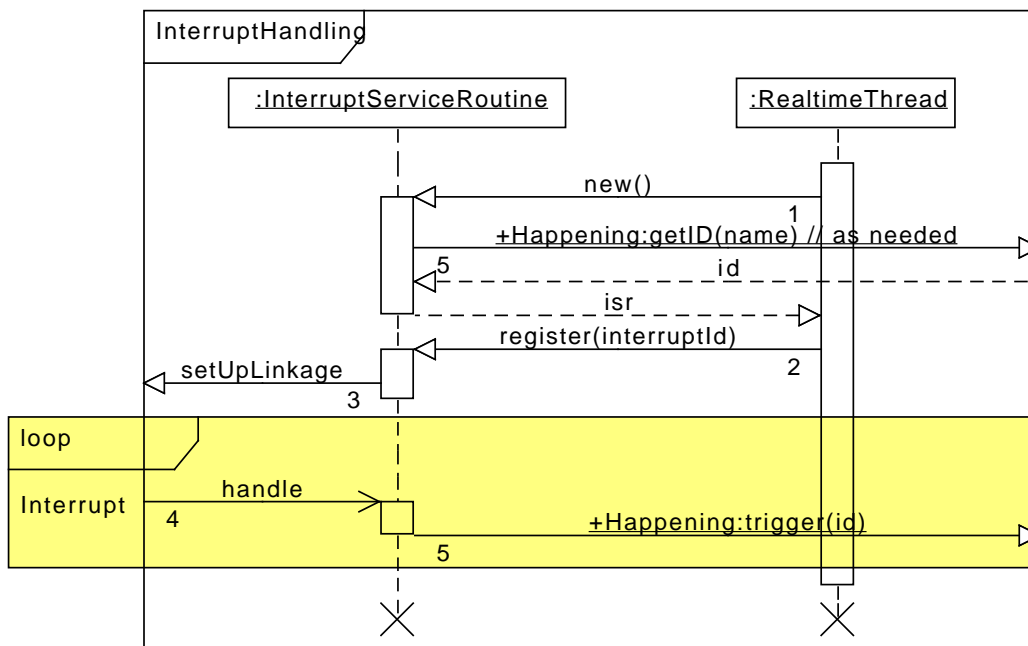 InterruptHandling
:InterruptServiceRoutine
:RealtimeThread
new()
1
+Happening:getID(name) // as needed
5
id
isr
register(interruptId)
2
setUpLinkage
3
loop
Interrupt
handle
4
+Happening:trigger(id)
5